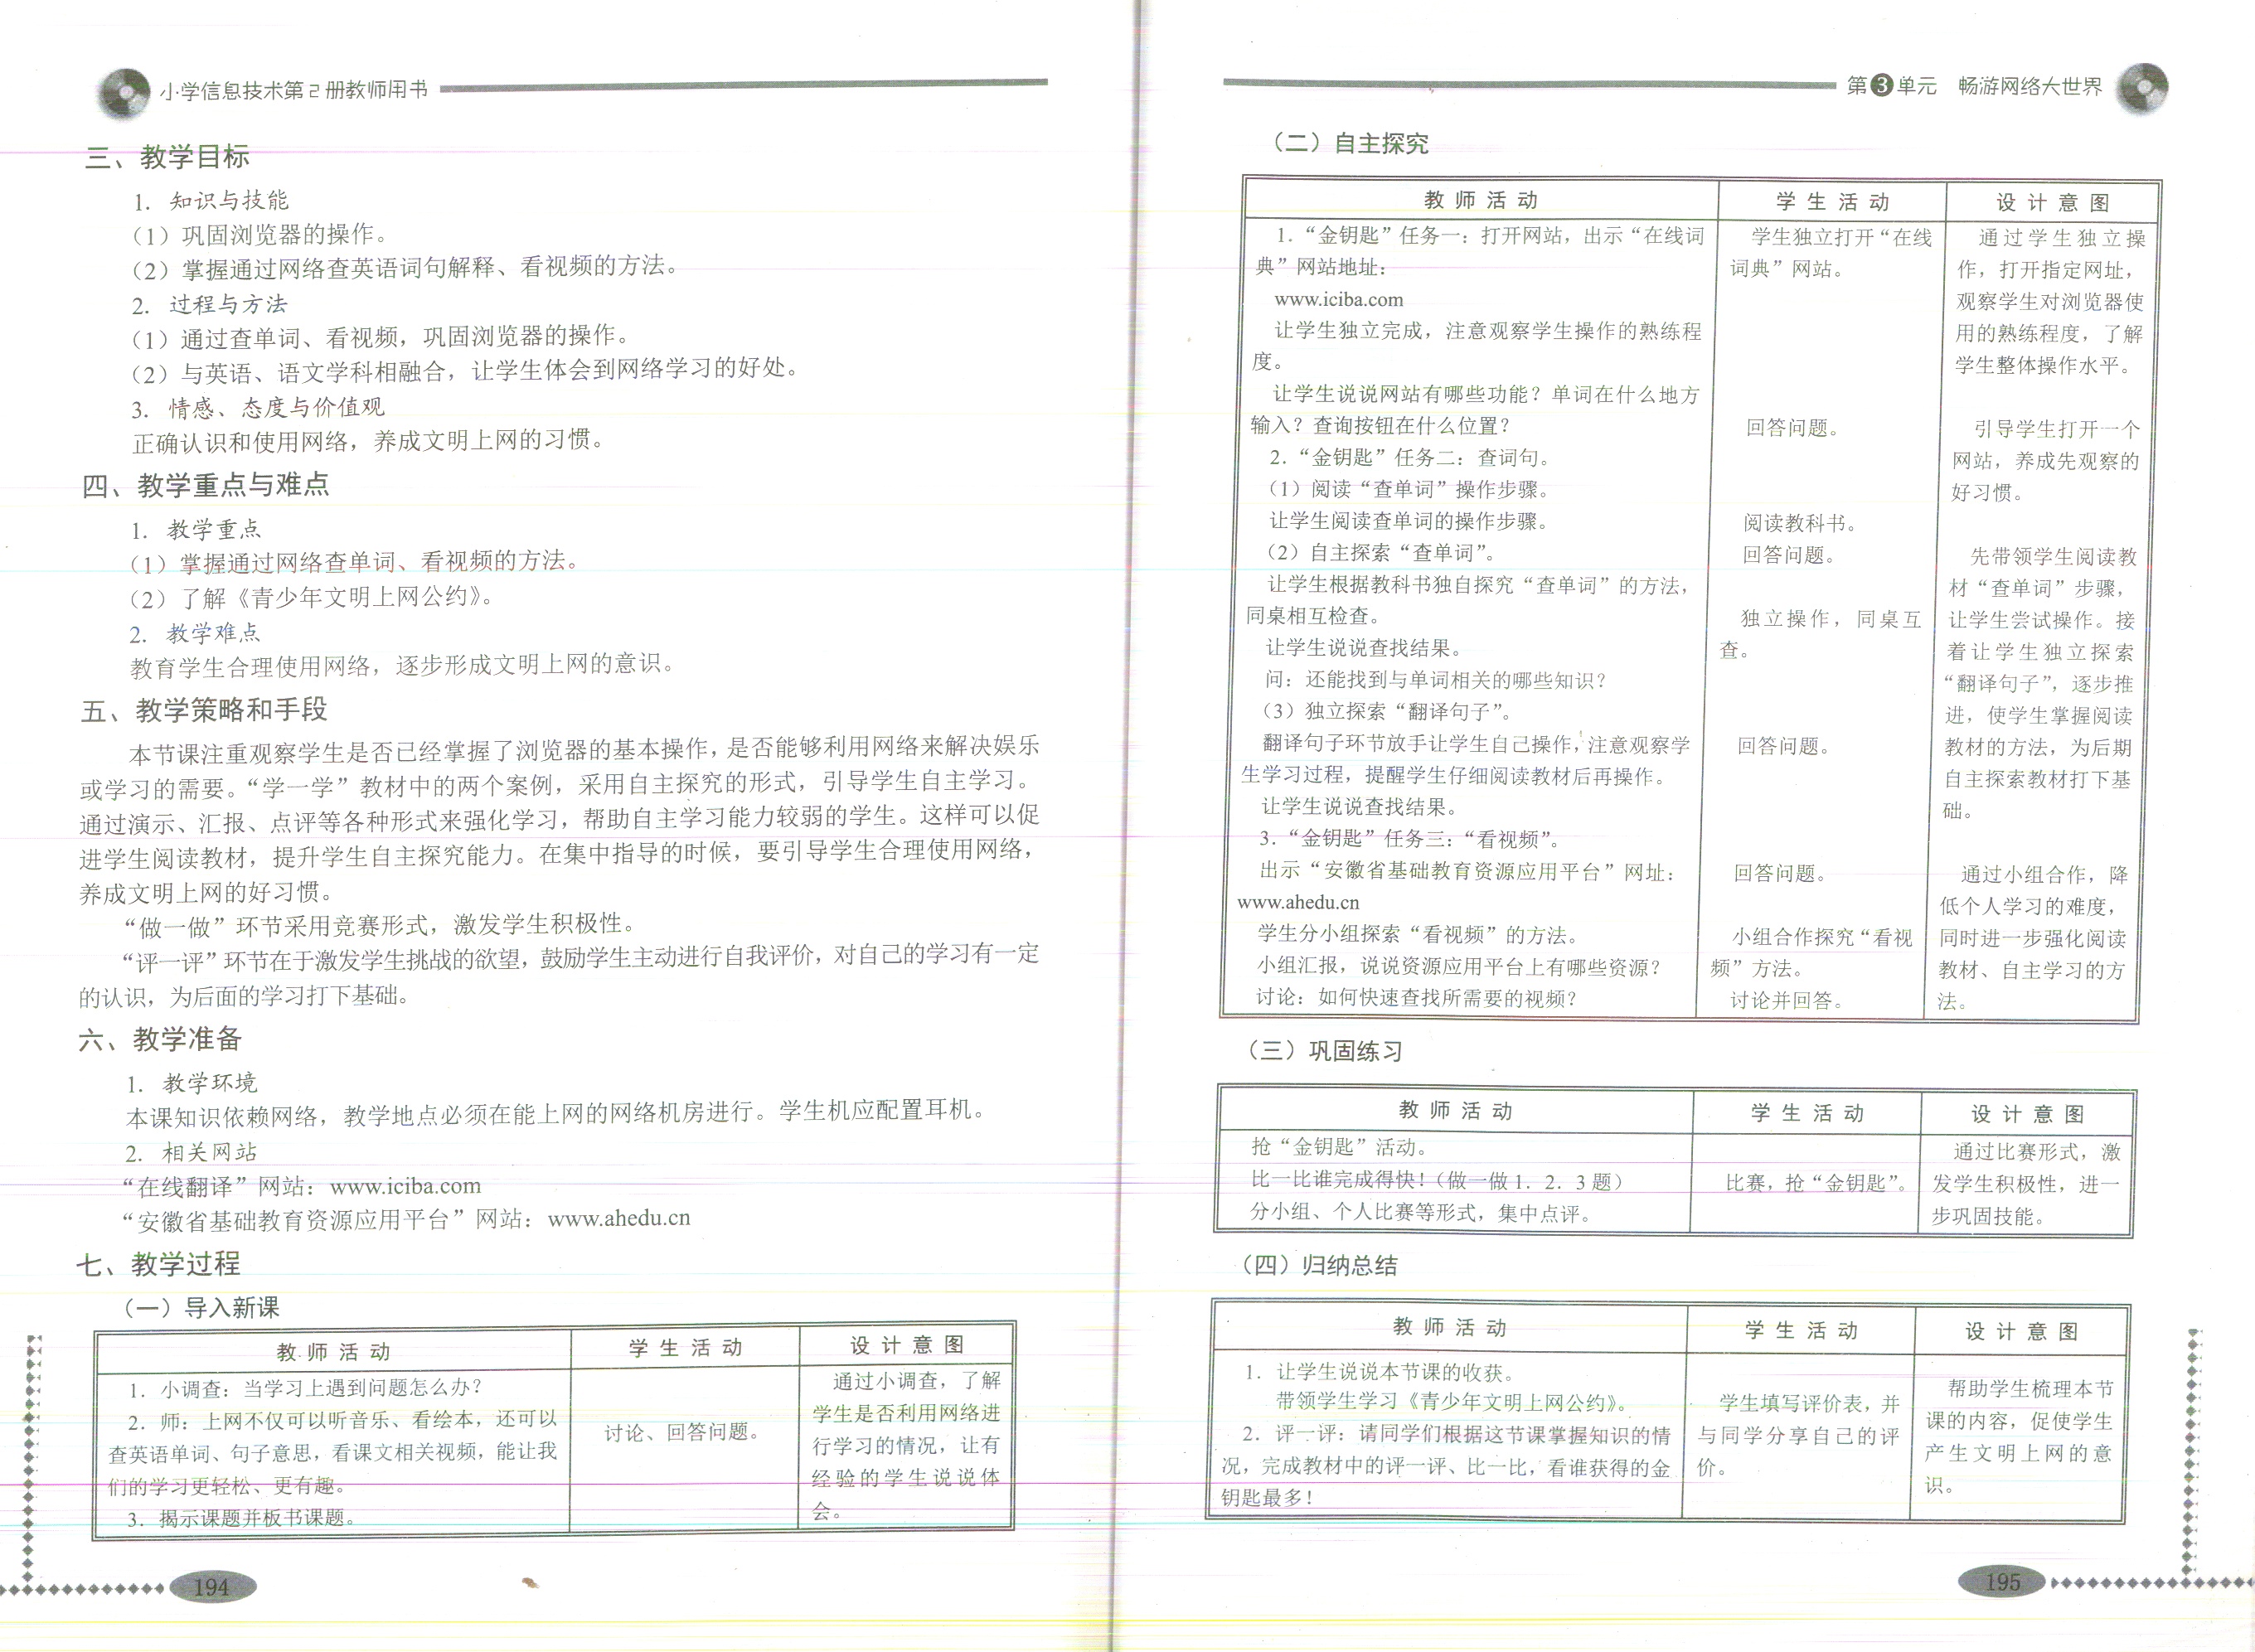 小学信息技术第2册教师用书
三、教学目标
1. 知识与技能
（1）巩固浏览器的操作。
（2）掌握通过网络查英语词句解释、看视频的方法。
2. 过程与方法
（1）通过查单词、看视频，巩固浏览器的操作。
（2）与英语、语文学科相融合，让学生体会到网络学习的好处。
3. 情感、态度与价值观
正确认识和使用网络，养成文明上网的习惯。
四、教学重点与难点
1. 教学重点
（1）掌握通过网络查单词、看视频的方法。
（2）了解《青少年文明上网公约》。
2. 教学难点
教育学生合理使用网络，逐步形成文明上网的意识。
五、教学策略和手段
本节课注重观察学生是否已经掌握了浏览器的基本操作，是否能够利用网络来解决娱乐
或学习的需要。“学一学”教材中的两个案例，采用自主探究的形式，引导学生自主学习。
通过演示、汇报、点评等各种形式来强化学习，帮助自主学习能力较弱的学生。这样可以促
进学生阅读教材，提升学生自主探究能力。在集中指导的时候，要引导学生合理使用网络，
养成文明上网的好习惯。
“做一做”环节采用竞赛形式，激发学生积极性。
“评一评”环节在于激发学生挑战的欲望，鼓励学生主动进行自我评价，对自己的学习有一定
的认识，为后面的学习打下基础。
六、教学准备
1. 教学环境
本课知识依赖网络，教学地点必须在能上网的网络机房进行。学生机应配置耳机。
2. 相关网站
“在线翻译”网站：www.iciba.com
“安徽省基础教育资源应用平台”网站：www.ahedu.cn
七、教学过程
（一）导入新课
教师活动
学生活动
设计意图
1. 小调查：当学习上遇到问题怎么办？
2. 师：上网不仅可以听音乐、看绘本，还可以
查英语单词、句子意思，看课文相关视频，能让我
们的学习更轻松、更有趣。
3. 揭示课题并板书课题。
讨论、回答问题。
通过小调查，了解
学生是否利用网络进
行学习的情况，让有
经验的学生说说体
会。
194
第3单元 畅游网络大世界
（二）自主探究
教师活动
学生活动
设计意图
1. “金钥匙”任务一：打开网站，出示“在线词
典”网站地址：
www.iciba.com
让学生独立完成，注意观察学生操作的熟练程
度。
让学生说说网站有哪些功能？单词在什么地方
输入？查询按钮在什么位置？
2. “金钥匙”任务二：查词句。
（1）阅读“查单词”操作步骤。
让学生阅读查单词的操作步骤。
（2）自主探索“查单词”。
让学生根据教科书独自探究“查单词”的方法，
同桌相互检查。
让学生说说查找结果。
问：还能找到与单词相关的哪些知识？
（3）独立探索“翻译句子”。
翻译句子环节放手让学生自己操作，注意观察学
生学习过程，提醒学生仔细阅读教材后再操作。
让学生说说查找结果。
3. “金钥匙”任务三：“看视频”。
出示“安徽省基础教育资源应用平台”网址：
www.ahedu.cn
学生分小组探索“看视频”的方法。
小组汇报，说说资源应用平台上有哪些资源？
讨论：如何快速查找所需要的视频？
学生独立打开“在线
词典”网站。
回答问题。
阅读教科书。
回答问题。
独立操作，同桌互
查。
回答问题。
回答问题。
小组合作探究“看视
频”方法。
讨论并回答。
通过学生独立操
作，打开指定网址，
观察学生对浏览器使
用的熟练程度，了解
学生整体操作水平。
引导学生打开一个
网站，养成先观察的
好习惯。
先带领学生阅读教
材“查单词”步骤，
让学生尝试操作。接
着让学生独立探索
“翻译句子”，逐步推
进，使学生掌握阅读
教材的方法，为后期
自主探索教材打下基
础。
通过小组合作，降
低个人学习的难度，
同时进一步强化阅读
教材、自主学习的方
法。
（三）巩固练习
教师活动
学生活动
设计意图
抢“金钥匙”活动。
比一比谁完成得快！（做一做1. 2. 3题）
分小组、个人比赛等形式，集中点评。
比赛，抢“金钥匙”。
通过比赛形式，激
发学生积极性，进一
步巩固技能。
（四）归纳总结
教师活动
学生活动
设计意图
1. 让学生说说本节课的收获。
带领学生学习《青少年文明上网公约》。
2. 评一评：请同学们根据这节课掌握知识的情
况，完成教材中的评一评、比一比，看谁获得的金
钥匙最多！
学生填写评价表，并
与同学分享自己的评
价。
帮助学生梳理本节
课的内容，促使学生
产生文明上网的意
识。
195